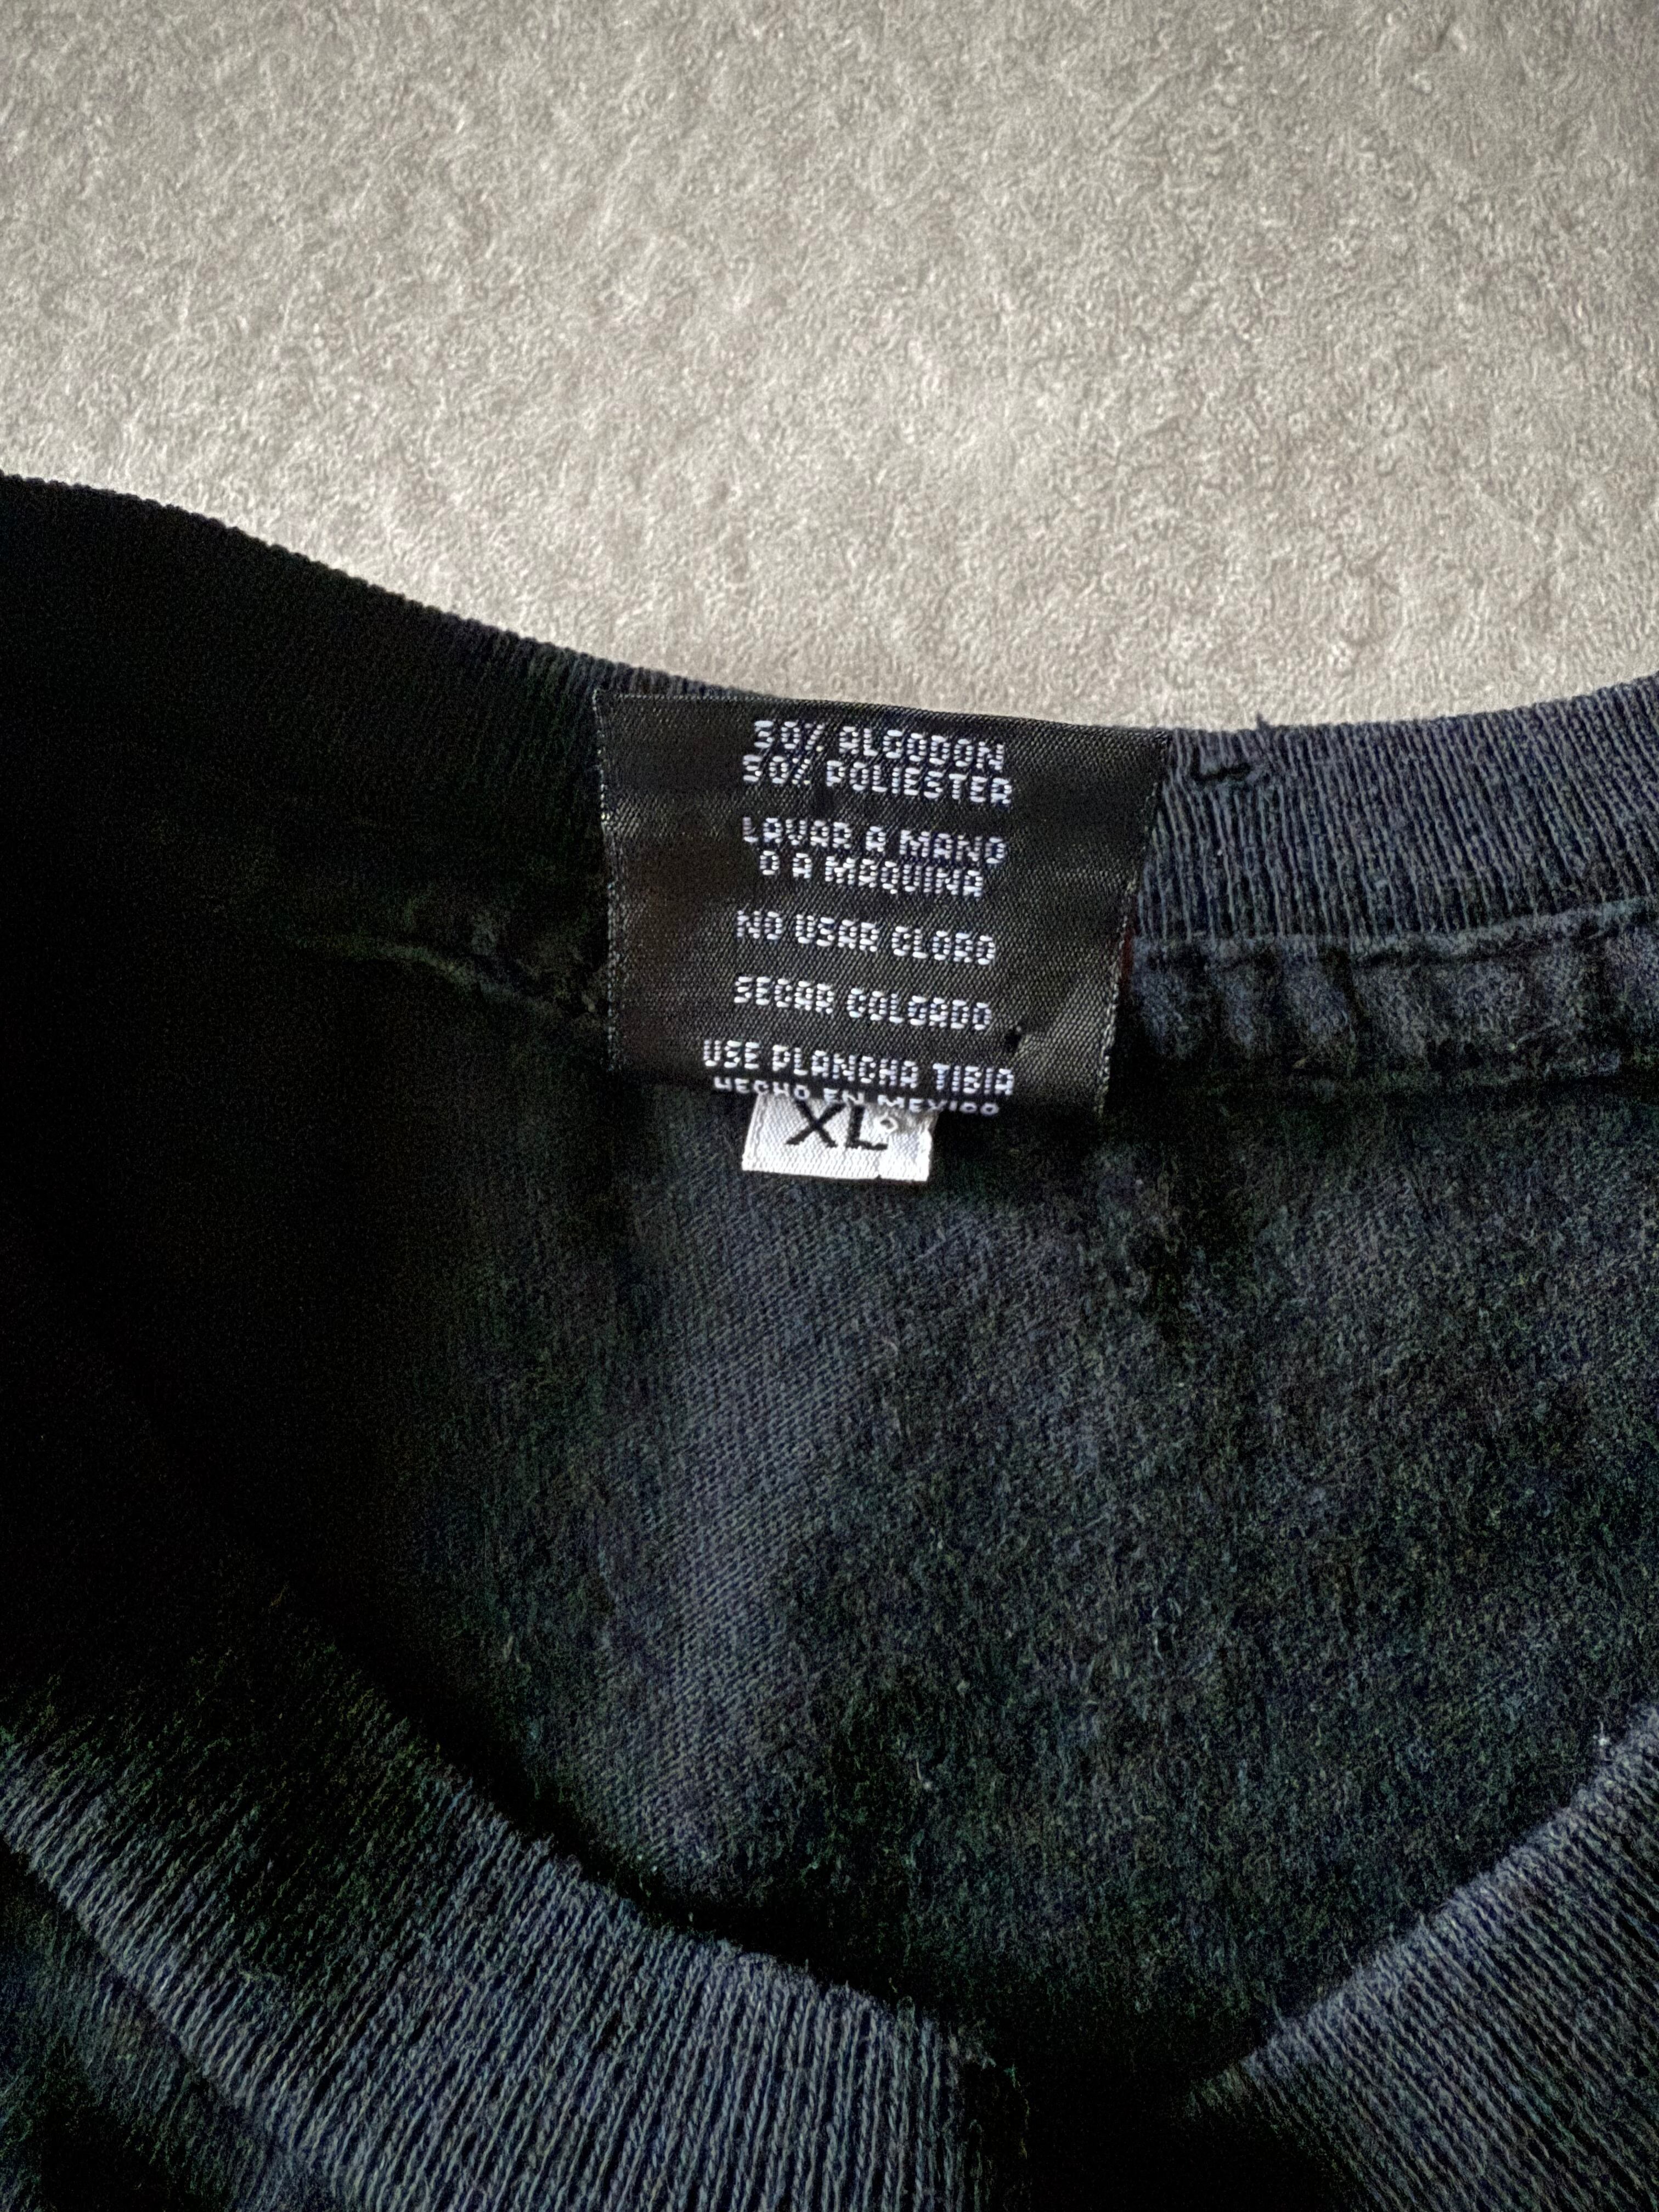 50% ALGODON
50% POLIESTER
LAVAR A MANO
O A MAQUINA
NO USAR CLORO
SECAR COLGADO
USE PLANCHA TIBIA
HECHO EN MEXICO
XL